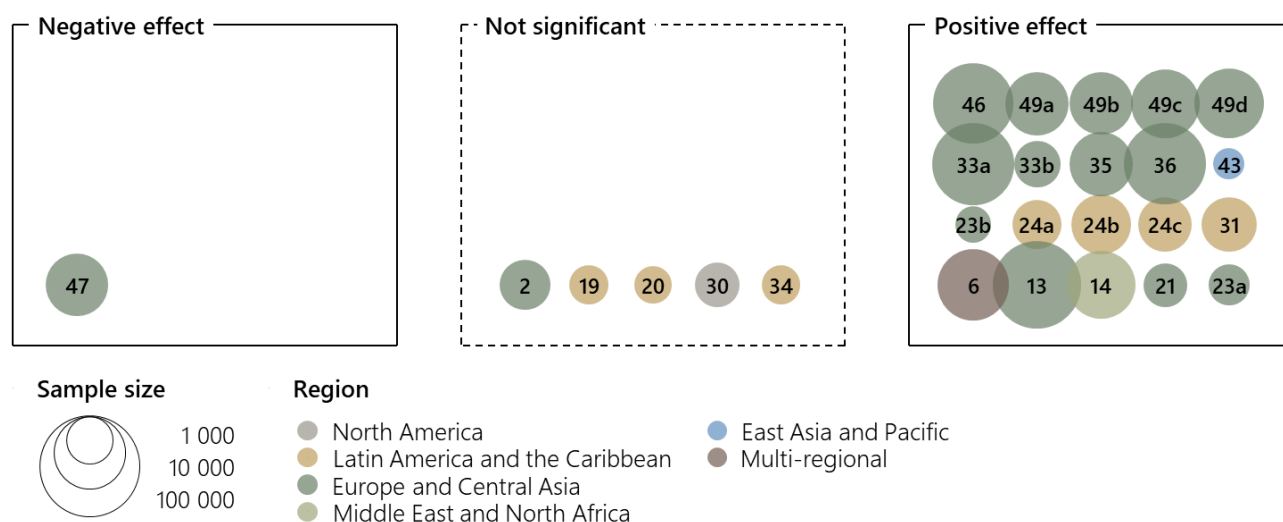 Negative effect
Not significant
Positive effect
46 49a 49b 49c 49d
33a 33b 35 36 43
23b 24a 24b 24c 31
47
2 19 20 30 34
6 13 14 21 23a
Sample size
1 000
10 000
100 000
Region
North America
Latin America and the Caribbean
Europe and Central Asia
Middle East and North Africa
East Asia and Pacific
Multi-regional